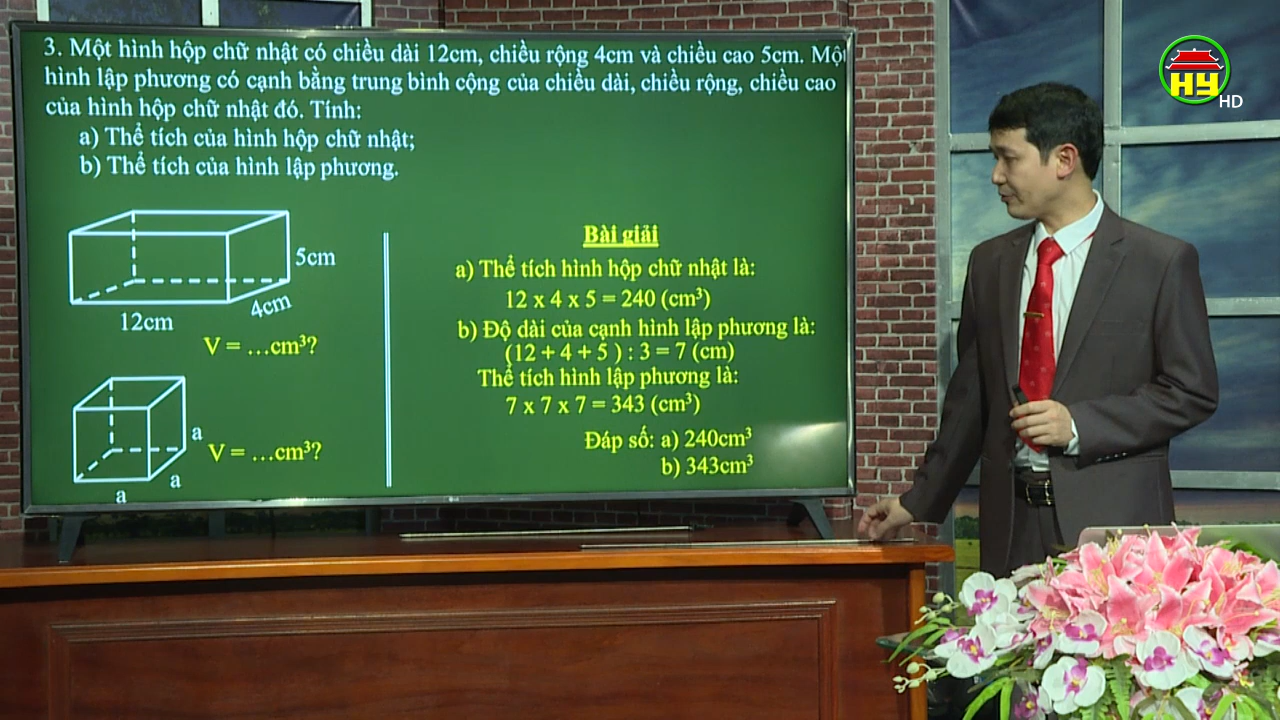 3. Một hình hộp chữ nhật có chiều dài 12cm, chiều rộng 4cm và chiều cao 5cm. Một
hình lập phương có cạnh bằng trung bình cộng của chiều dài, chiều rộng, chiều cao
của hình hộp chữ nhật đó. Tính:
a) Thể tích của hình hộp chữ nhật;
b) Thể tích của hình lập phương.
5cm
4cm
12cm
V = …cm³?
a
V = …cm³?
a
a
Bài giải
a) Thể tích hình hộp chữ nhật là:
12 x 4 x 5 = 240 (cm³)
b) Độ dài của cạnh hình lập phương là:
(12 + 4 + 5 ) : 3 = 7 (cm)
Thể tích hình lập phương là:
7 x 7 x 7 = 343 (cm³)
Đáp số: a) 240cm³
b) 343cm³
HY
HD
LG